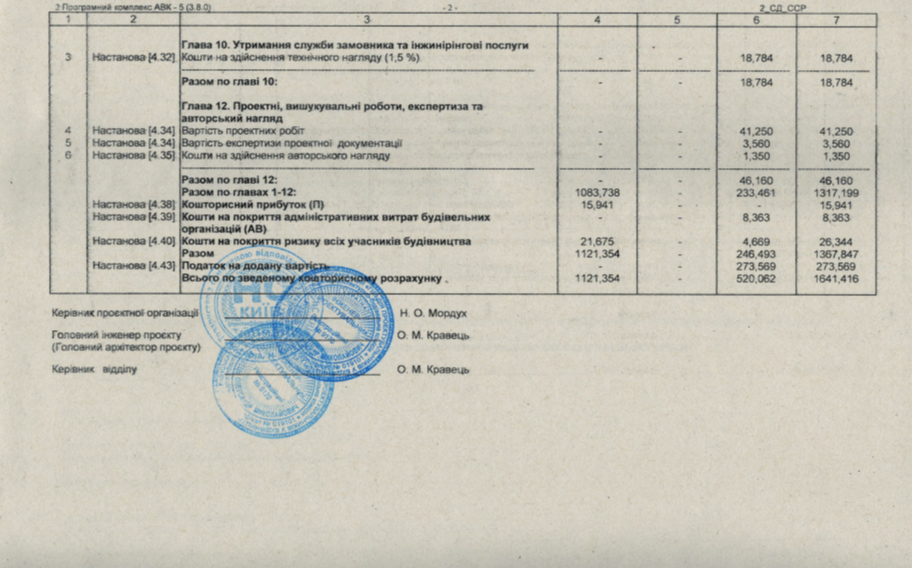 2 Програмний комплекс АВК - 5 (3.8.0) - 2 - 2_СД_ССР
1 2 3 4 5 6 7
Глава 10. Утримання служби замовника та інжинірингові послуги
3 Настанова [4.32] Кошти на здійснення технічного нагляду (1,5 %) - - 18,784 18,784
Разом по главі 10: - - 18,784 18,784
Глава 12. Проектні, вишукувальні роботи, експертиза та
авторський нагляд
4 Настанова [4.34] Вартість проектних робіт - - 41,250 41,250
5 Настанова [4.34] Вартість експертизи проектної документації - - 3,560 3,560
6 Настанова [4.35] Кошти на здійснення авторського нагляду - - 1,350 1,350
Разом по главі 12: - - 46,160 46,160
Разом по главах 1-12: 1083,738 - 233,461 1317,199
Настанова [4.38] Кошторисний прибуток (П) 15,941 - - 15,941
Настанова [4.39] Кошти на покриття адміністративних витрат будівельних - - 8,363 8,363
організацій (АВ)
Настанова [4.40] Кошти на покриття ризику всіх учасників будівництва 21,675 - 4,669 26,344
Разом 1121,354 - 246,493 1367,847
Настанова [4.43] Податок на додану вартість - - 273,569 273,569
Всього по зведеному кошторисному розрахунку 1121,354 - 520,062 1641,416
Керівник проєктної організації Н. О. Мордух
КИЇВ
Головний інженер проєкту О. М. Кравець
(Головний архітектор проєкту)
Керівник відділу О. М. Кравець